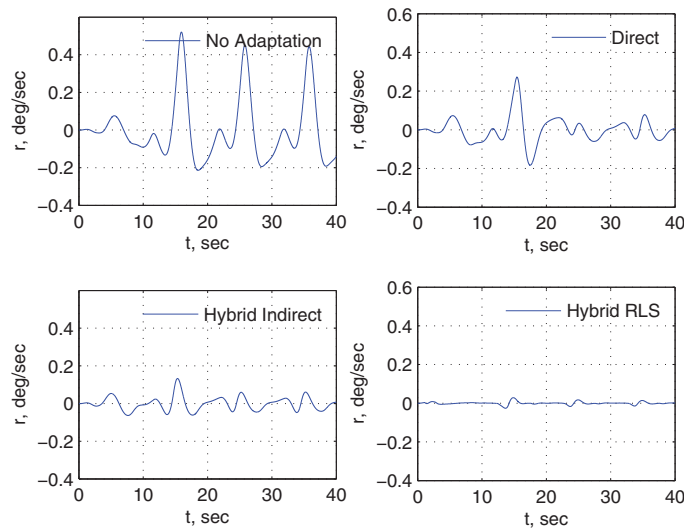 No Adaptation
r, deg/sec
0.4
0.2
0
−0.2
−0.4
0 10 20 30 40
t, sec
Direct
r, deg/sec
0.6
0.4
0.2
0
−0.2
−0.4
0 10 20 30 40
t, sec
Hybrid Indirect
r, deg/sec
0.4
0.2
0
−0.2
−0.4
0 10 20 30 40
t, sec
Hybrid RLS
r, deg/sec
0.6
0.4
0.2
0
−0.2
−0.4
0 10 20 30 40
t, sec